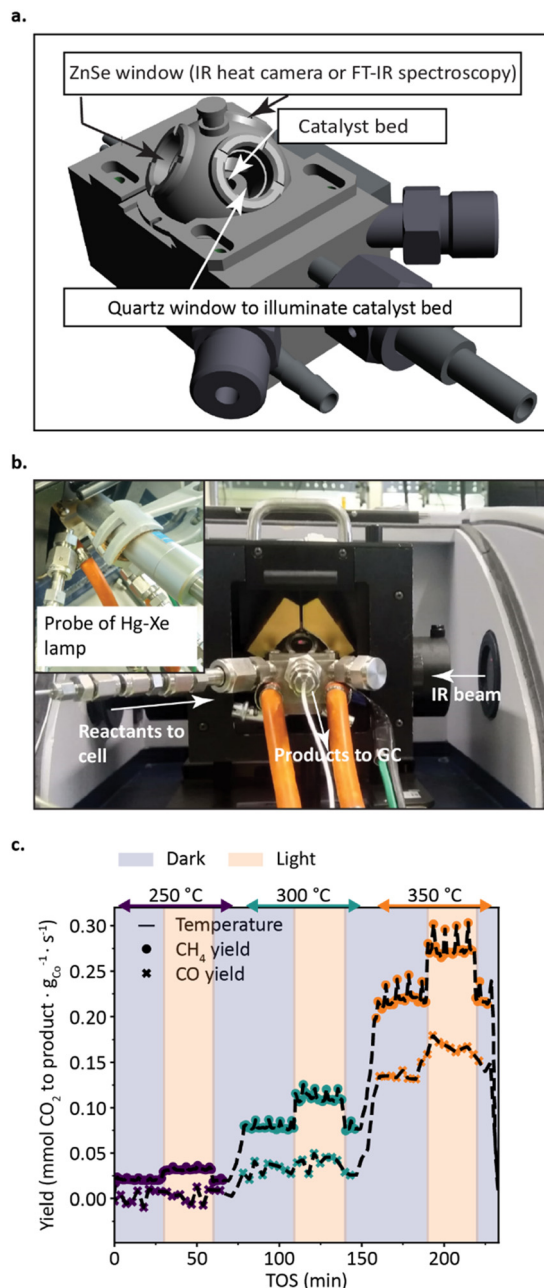 a.
ZnSe window (IR heat camera or FT-IR spectroscopy)
Catalyst bed
Quartz window to illuminate catalyst bed
b.
Probe of Hg-Xe
lamp
Reactants to
cell
IR beam
Products to GC
c.
Dark
Light
250 °C
300 °C
350 °C
Temperature
CH₄ yield
CO yield
Yield (mmol CO₂ to product · g_Co⁻¹ · s⁻¹)
0.30
0.25
0.20
0.15
0.10
0.05
0.00
0
50
100
150
200
TOS (min)